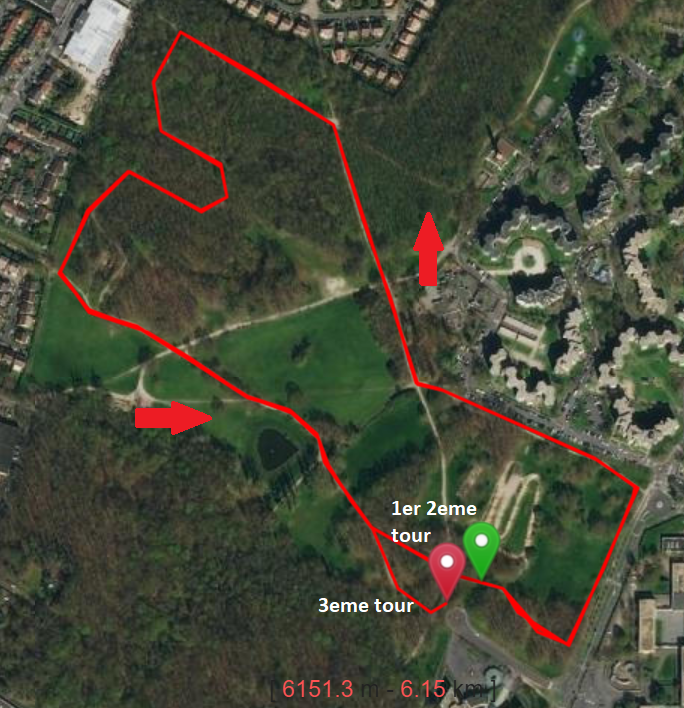 1er 2eme
tour
3eme tour
[ 6151.3 m - 6.15 km ]